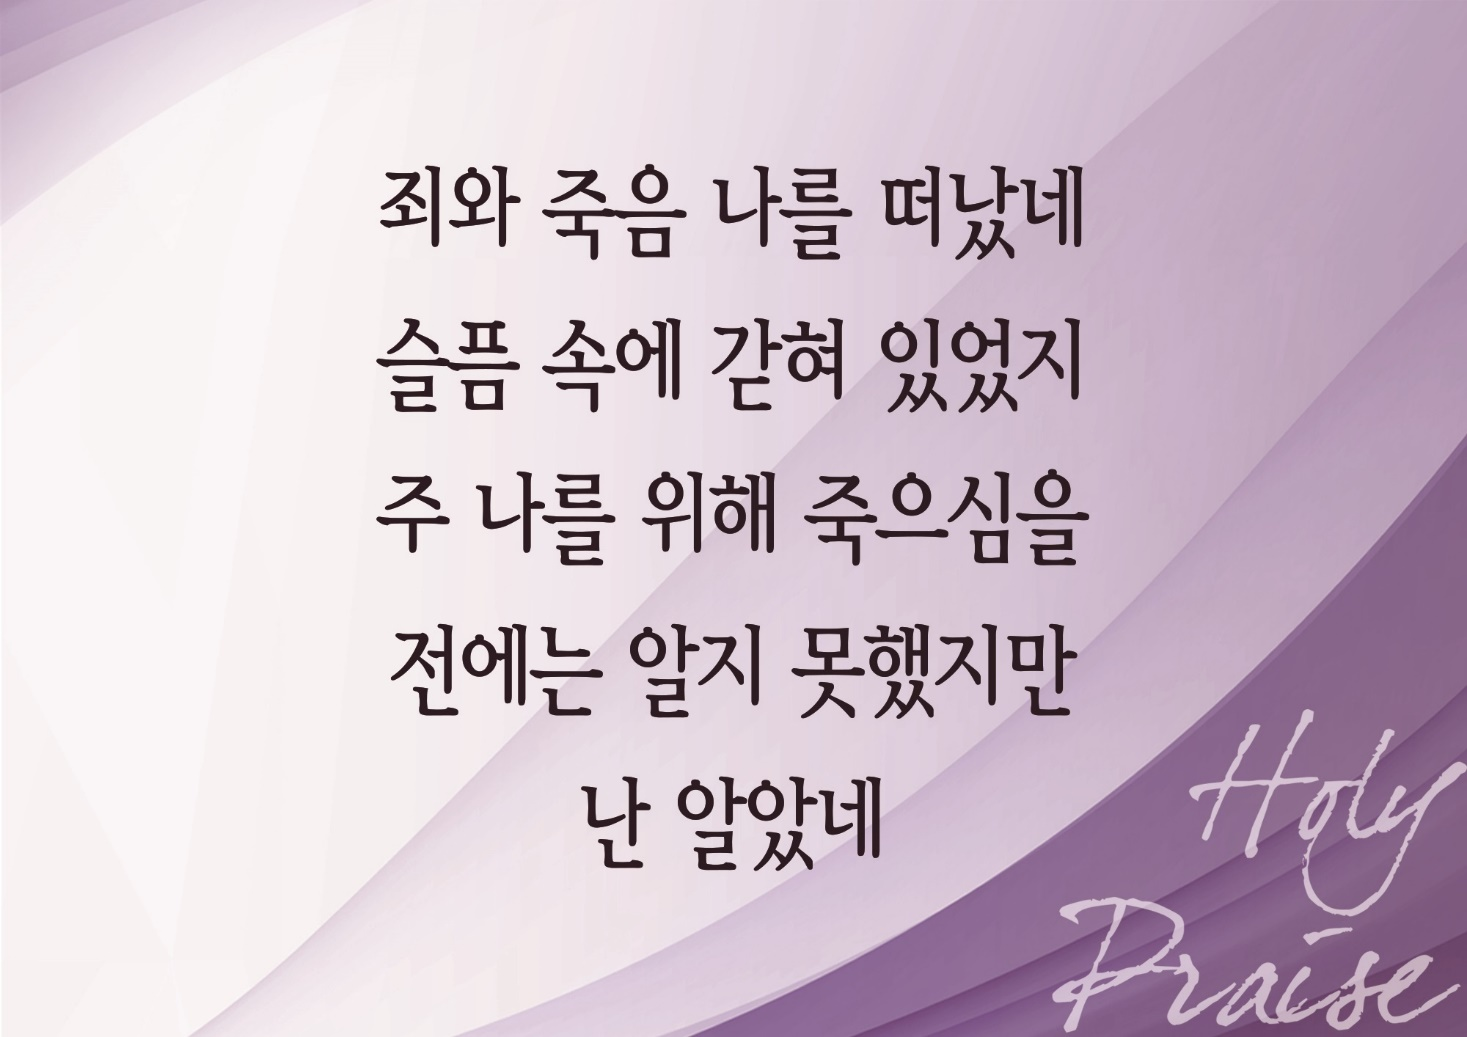 죄와 죽음 나를 떠났네
슬픔 속에 갇혀 있었지
주 나를 위해 죽으심을
전에는 알지 못했지만
난 알았네
Holy
Praise